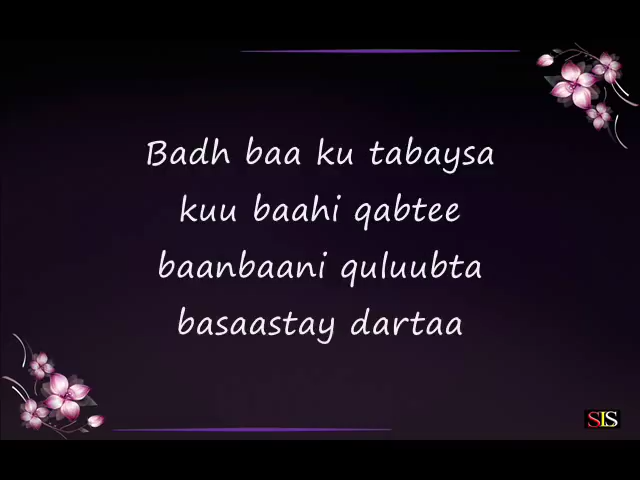 Badh baa ku tabaysa
kuu baahi qabtee
baanbaani quluubta
basaastay dartaa
SIS